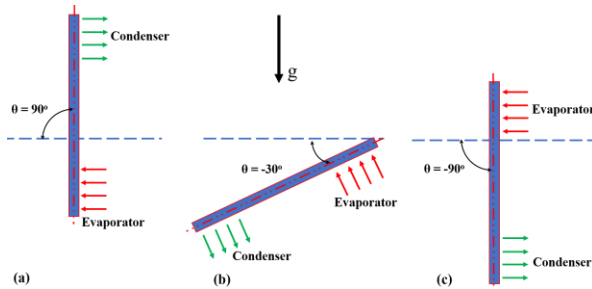 Condenser
θ = 90°
Evaporator
(a)
g
θ = -30°
Evaporator
Condenser
(b)
Evaporator
θ = -90°
Condenser
(c)